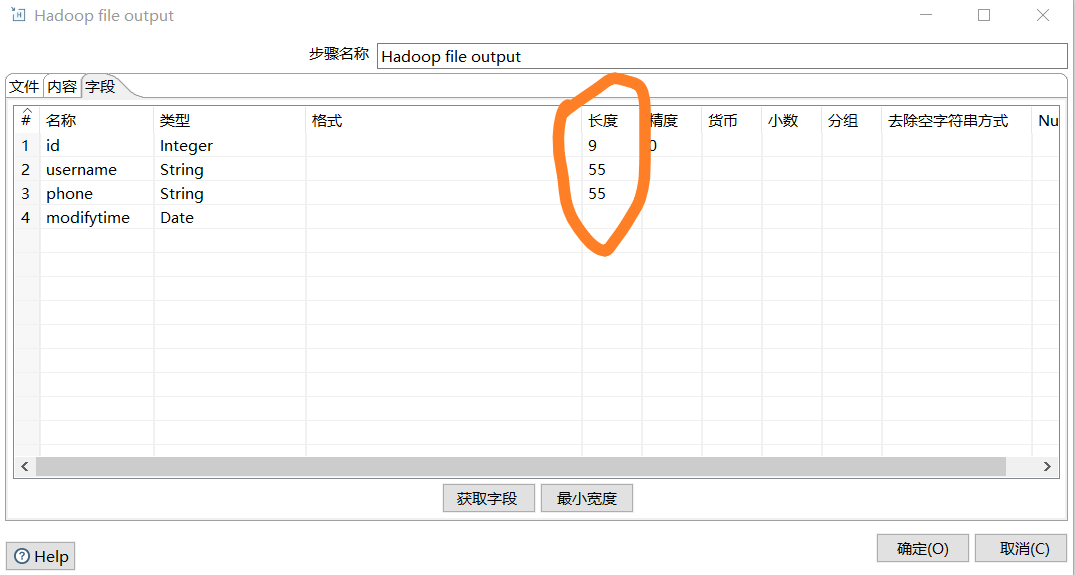 Hadoop file output
步骤名称 Hadoop file output
文件 内容 字段
# 名称 类型 格式 长度 精度 货币 小数 分组 去除空字符串方式 Nu
1 id Integer 9 0
2 username String 55
3 phone String 55
4 modifytime Date
获取字段 最小宽度
Help 确定(O) 取消(C)